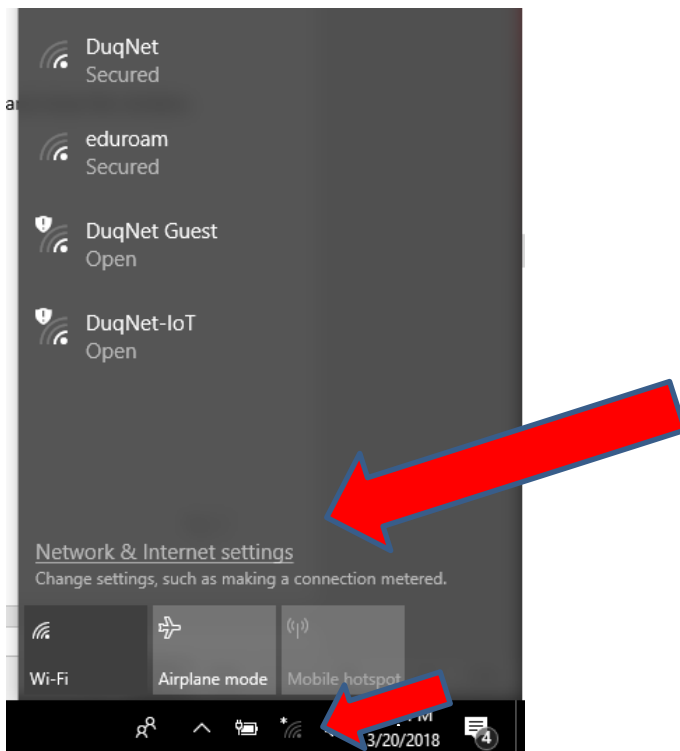 DuqNet
Secured
eduroam
Secured
DuqNet Guest
Open
DuqNet-IoT
Open
Network & Internet settings
Change settings, such as making a connection metered.
Wi-Fi
Airplane mode
Mobile hotspot
3/20/2018
4